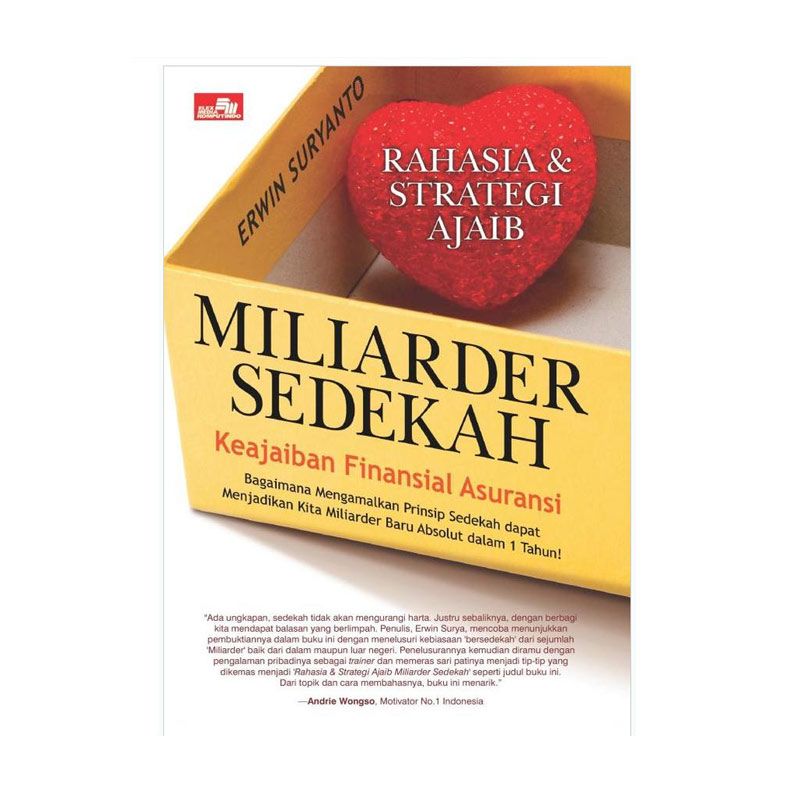 ELEX
MEDIA
KOMPUTINDO
ERWIN SURYANTO
RAHASIA &
STRATEGI
AJAIB
MILIARDER
SEDEKAH
Keajaiban Finansial Asuransi
Bagaimana Mengamalkan Prinsip Sedekah dapat
Menjadikan Kita Miliarder Baru Absolut dalam 1 Tahun!
"Ada ungkapan, sedekah tidak akan mengurangi harta. Justru sebaliknya, dengan berbagi
kita mendapat balasan yang berlimpah. Penulis, Erwin Surya, mencoba menunjukkan
pembuktiannya dalam buku ini dengan menelusuri kebiasaan 'bersedekah' dari sejumlah
'Miliarder' baik dari dalam maupun luar negeri. Penelusurannya kemudian diramu dengan
pengalaman pribadinya sebagai trainer dan memeras sari patinya menjadi tip-tip yang
dikemas menjadi 'Rahasia & Strategi Ajaib Miliarder Sedekah' seperti judul buku ini.
Dari topik dan cara membahasnya, buku ini menarik."
—Andrie Wongso, Motivator No.1 Indonesia